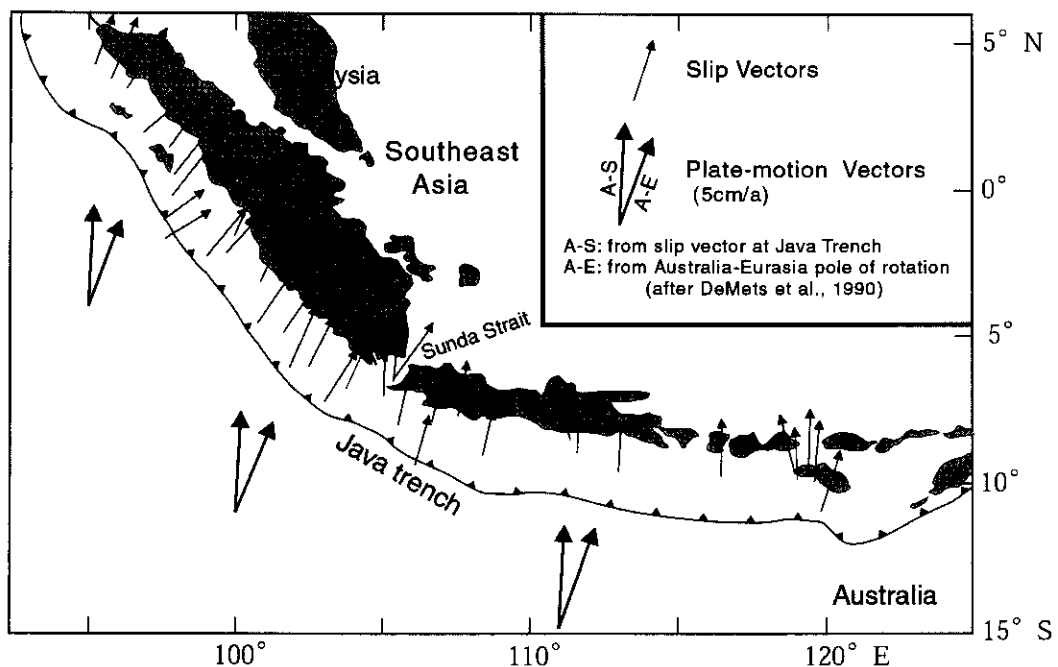 5° N
Slip Vectors
A-S
A-E
Plate-motion Vectors
(5cm/a)
A-S: from slip vector at Java Trench
A-E: from Australia-Eurasia pole of rotation
(after DeMets et al., 1990)
ysia
Southeast
Asia
0°
Sunda Strait
5°
Java trench
10°
Australia
15° S
100°
110°
120° E